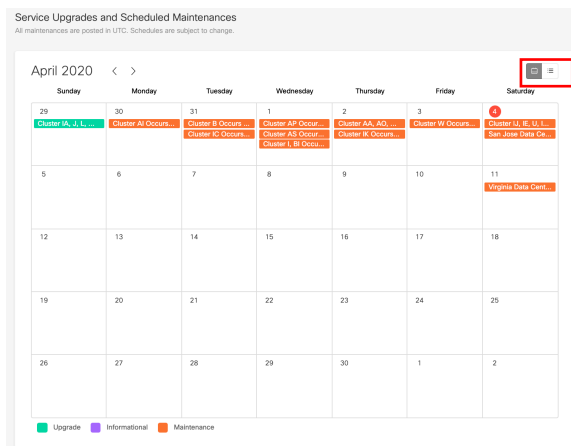 Service Upgrades and Scheduled Maintenances
All maintenances are posted in UTC. Schedules are subject to change.
April 2020 < >
Sunday Monday Tuesday Wednesday Thursday Friday Saturday
29 30 31 1 2 3 4
Cluster IA, J, L, ... Cluster AI Occurs... Cluster B Occurs ... Cluster AP Occur... Cluster AA, AO, ... Cluster W Occurs... Cluster IJ, IE, U, I...
Cluster IC Occurs... Cluster AS Occur... Cluster IK Occurs... San Jose Data Ce...
Cluster I, BI Occu...
5 6 7 8 9 10 11
Virginia Data Cent...
12 13 14 15 16 17 18
19 20 21 22 23 24 25
26 27 28 29 30 1 2
Upgrade Informational Maintenance